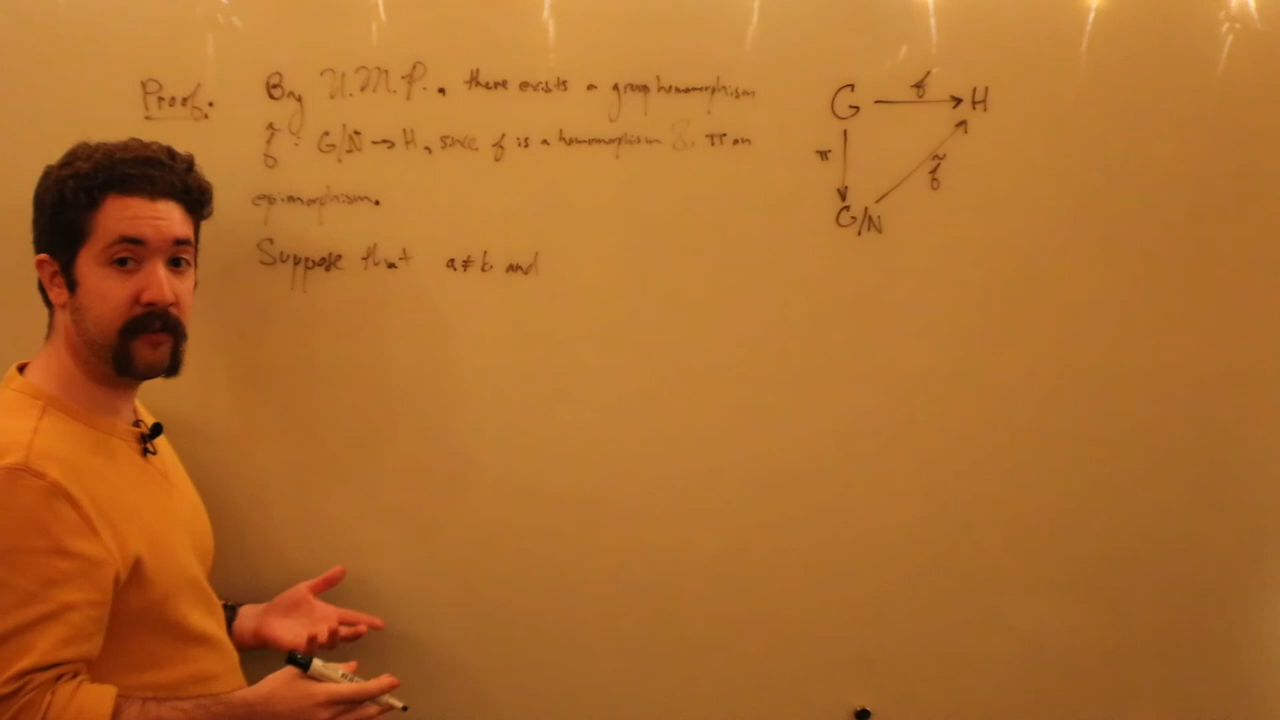 Proof: By U.M.P., there exists a group homomorphism
f̃ : G/N → H, since f is a homomorphism & π an
epimorphism.
Suppose that a ≠ b and
G f H
π f̃
G/N